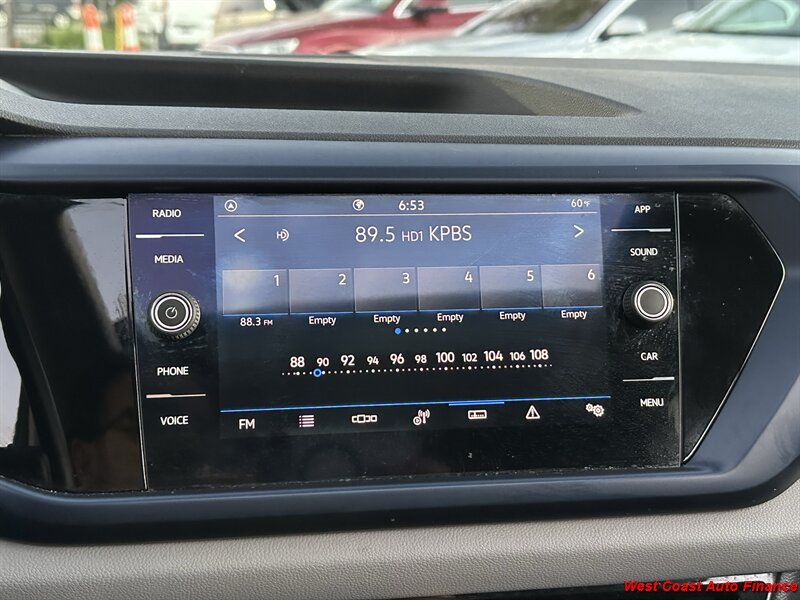 RADIO
6:53
60°F
APP
MEDIA
HD
< 89.5 HD1 KPBS >
SOUND
1 2 3 4 5 6
88.3 FM Empty Empty Empty Empty Empty
88 90 92 94 96 98 100 102 104 106 108
PHONE
CAR
VOICE
FM
MENU
West Coast Auto Finance